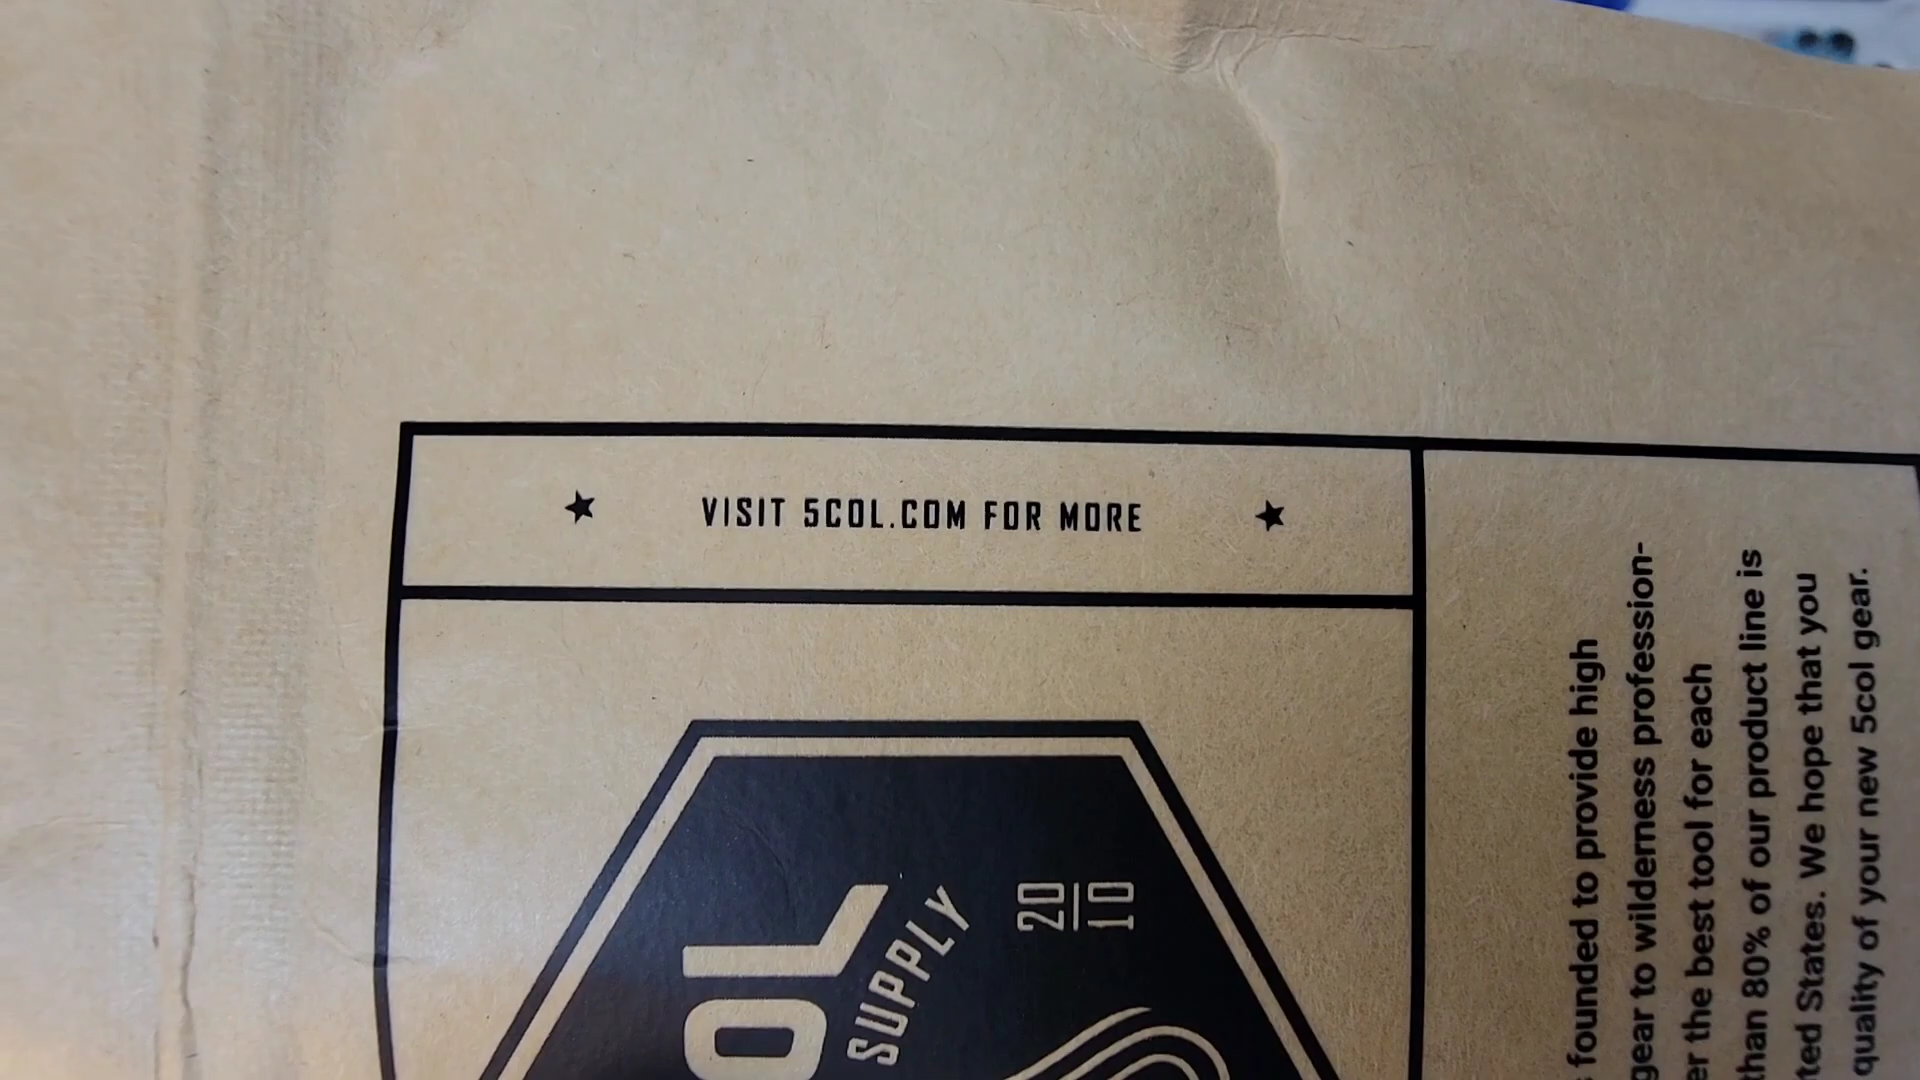 VISIT 5COL.COM FOR MORE
OL
SUPPLY
20
10
founded to provide high
gear to wilderness profession-
the best tool for each
than 80% of our product line is
States. We hope that you
quality of your new 5col gear.